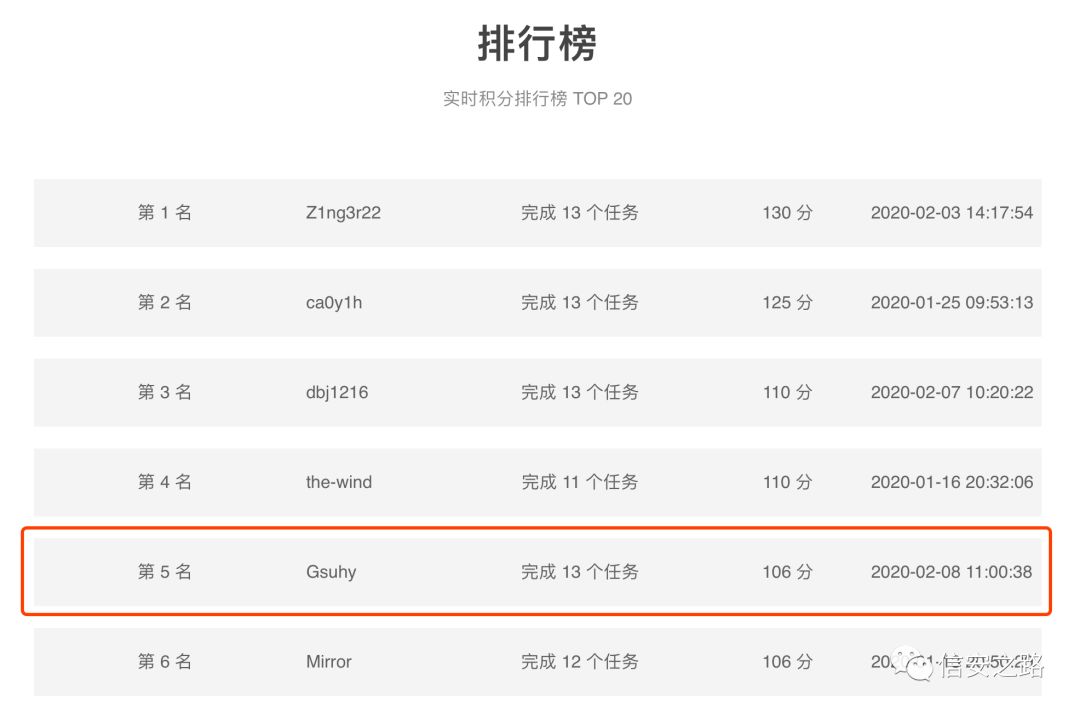 排行榜
实时积分排行榜 TOP 20
第 1 名 Z1ng3r22 完成 13 个任务 130 分 2020-02-03 14:17:54
第 2 名 ca0y1h 完成 13 个任务 125 分 2020-01-25 09:53:13
第 3 名 dbj1216 完成 13 个任务 110 分 2020-02-07 10:20:22
第 4 名 the-wind 完成 11 个任务 110 分 2020-01-16 20:32:06
第 5 名 Gsuhy 完成 13 个任务 106 分 2020-02-08 11:00:38
第 6 名 Mirror 完成 12 个任务 106 分
信安之路